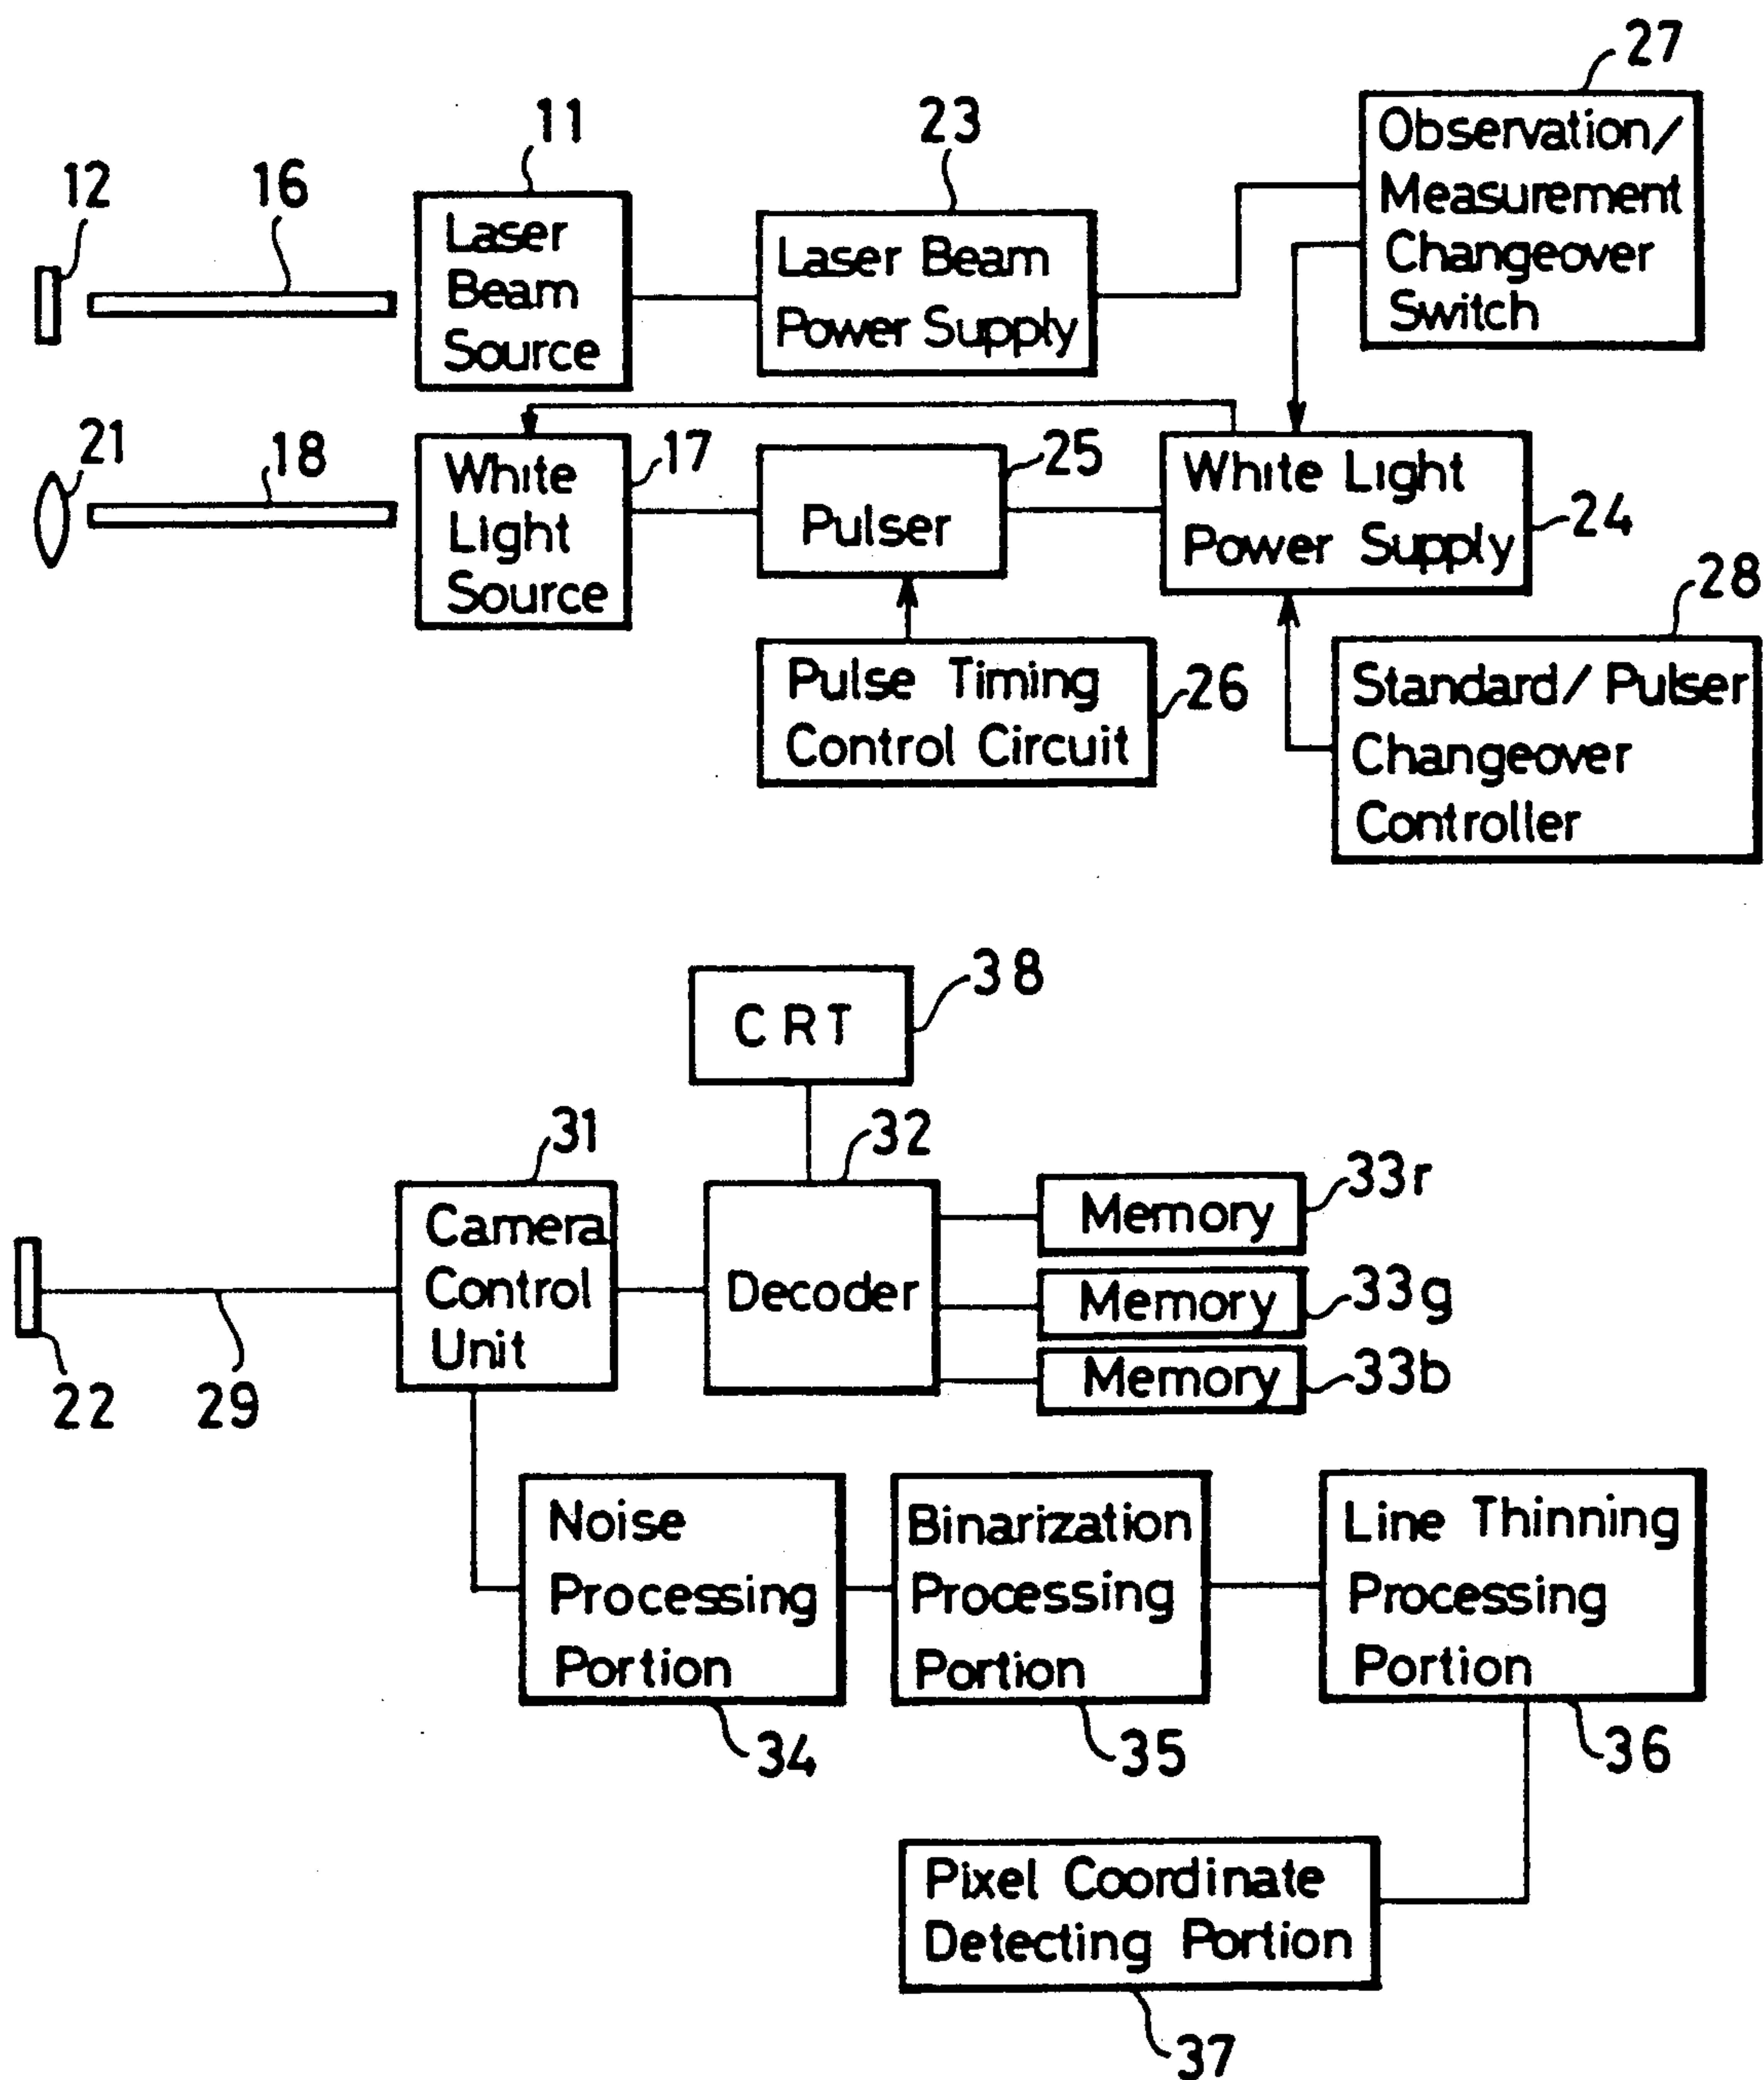 27
11
23
Observation/
Measurement
Changeover
Switch
12
16
Laser
Beam
Source
Laser Beam
Power Supply
21
18
White
Light
Source
17
Pulser
25
White Light
Power Supply
24
28
Pulse Timing
Control Circuit
26
Standard/Pulser
Changeover
Controller
CRT
38
31
32
33r
Camera
Control
Unit
Decoder
Memory
Memory
33g
Memory
33b
22
29
Noise
Processing
Portion
Binarization
Processing
Portion
Line Thinning
Processing
Portion
34
35
36
Pixel Coordinate
Detecting Portion
37